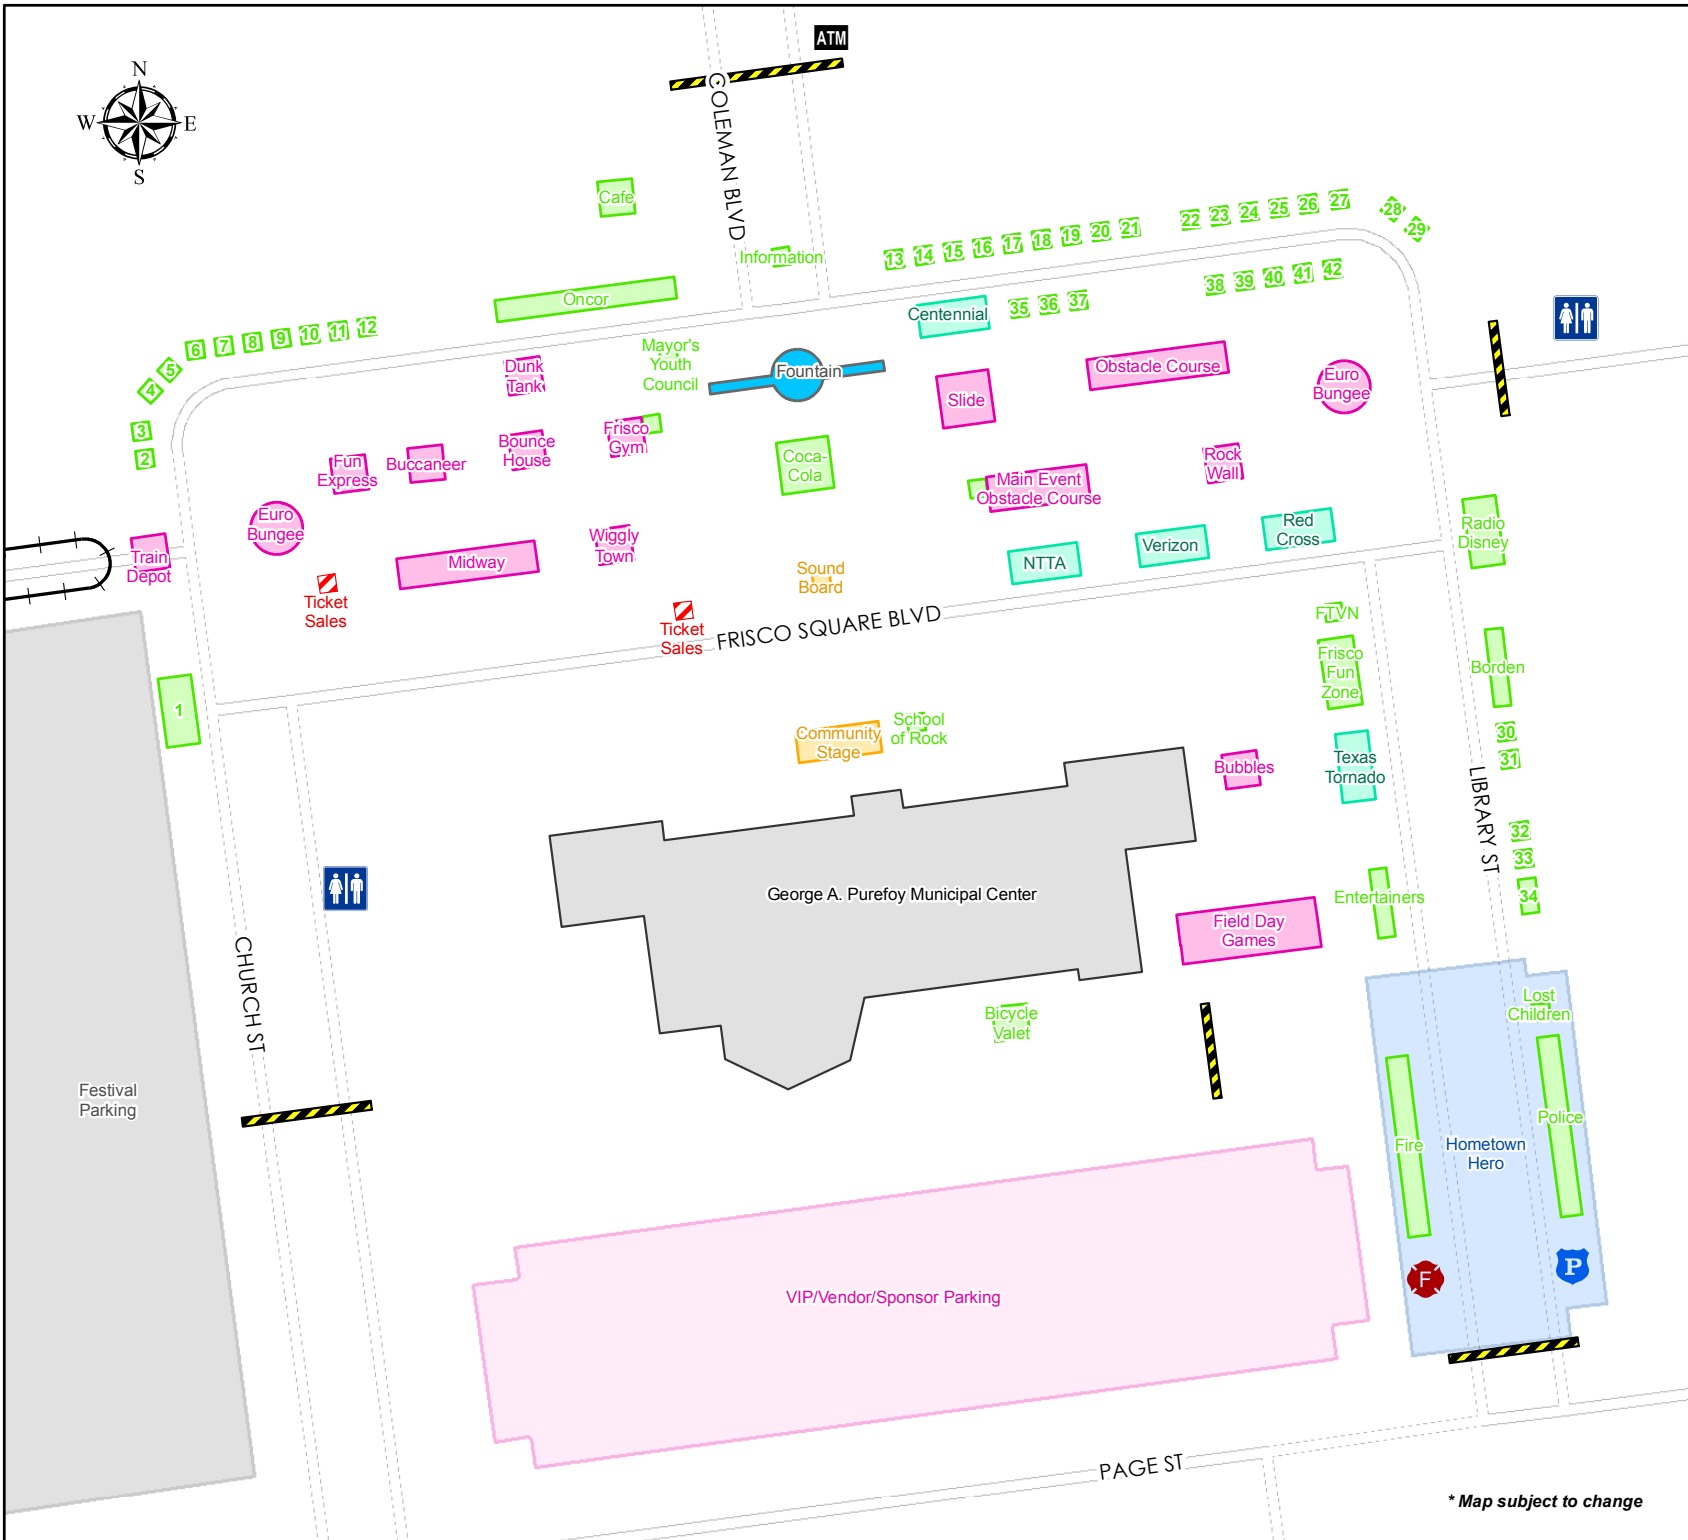 ATM
N
W
E
S
COLEMAN BLVD
Cafe
Information
Oncor
13
14
15
16
17
18
19
20
21
22
23
24
25
26
27
28
29
35
36
37
38
39
40
41
42
Centennial
2
3
4
5
6
7
8
9
10
11
12
Dunk
Tank
Mayor's
Youth
Council
Fountain
Slide
Obstacle Course
Euro
Bungee
Fun
Express
Buccaneer
Bounce
House
Frisco
Gym
Coca-
Cola
Main Event
Obstacle Course
Rock
Wall
Euro
Bungee
Train
Depot
Midway
Wiggly
Town
Sound
Board
NTTA
Verizon
Red
Cross
Radio
Disney
Ticket
Sales
Ticket
Sales
FRISCO SQUARE BLVD
FTVN
Frisco
Fun
Zone
Borden
1
Community
Stage
School
of Rock
Bubbles
Texas
Tornado
30
31
32
33
34
LIBRARY ST
George A. Purefoy Municipal Center
Entertainers
Field Day
Games
CHURCH ST
Bicycle
Valet
Lost
Children
Festival
Parking
Fire
Hometown
Hero
Police
F
P
VIP/Vendor/Sponsor Parking
PAGE ST
* Map subject to change